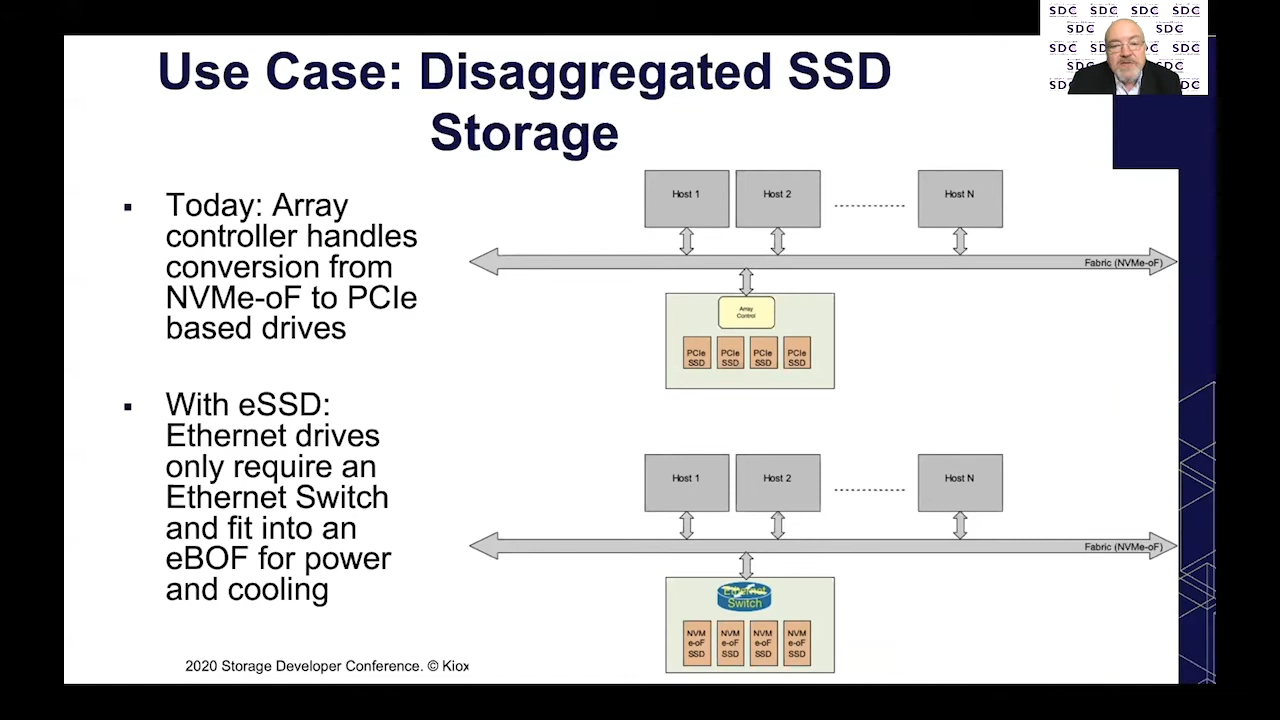 SDC SDC SDC SDC
SDC SDC
SDC SDC
SDC SDC
SDC SDC
Use Case: Disaggregated SSD
Storage
▪ Today: Array
controller handles
conversion from
NVMe-oF to PCIe
based drives
▪ With eSSD:
Ethernet drives
only require an
Ethernet Switch
and fit into an
eBOF for power
and cooling
Host 1 Host 2 Host N
Fabric (NVMe-oF)
Array
Control
PCIe PCIe PCIe PCIe
SSD SSD SSD SSD
Host 1 Host 2 Host N
Fabric (NVMe-oF)
Ethernet
Switch
NVM NVM NVM NVM
e-oF e-oF e-oF e-oF
SSD SSD SSD SSD
2020 Storage Developer Conference. © Kiox